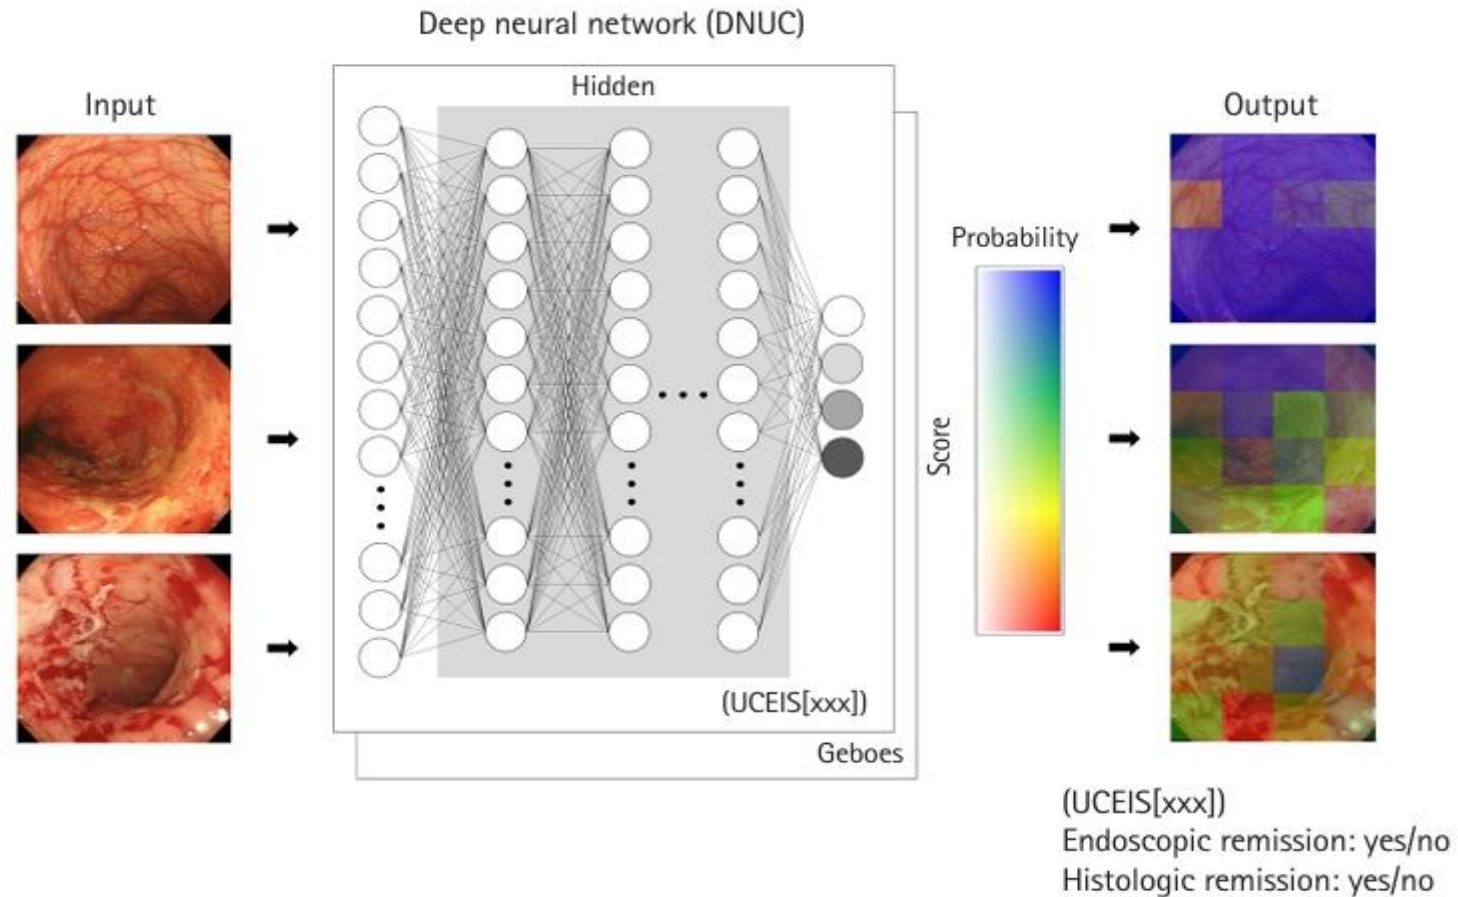 Deep neural network (DNUC)
Input
Hidden
Output
Probability
Score
(UCEIS[xxx])
Geboes
(UCEIS[xxx])
Endoscopic remission: yes/no
Histologic remission: yes/no